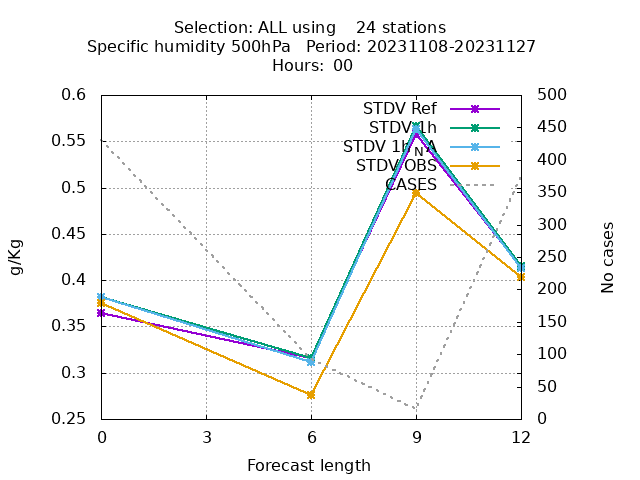 Selection: ALL using    24 stations
Specific humidity 500hPa   Period: 20231108-20231127
Hours:  00
0.6
0.55
0.5
0.45
0.4
0.35
0.3
0.25
g/Kg
STDV Ref
STDV 1h
STDV 1h_NA
STDV OBS
CASES
500
450
400
350
300
250
200
150
100
50
0
No cases
0 3 6 9 12
Forecast length